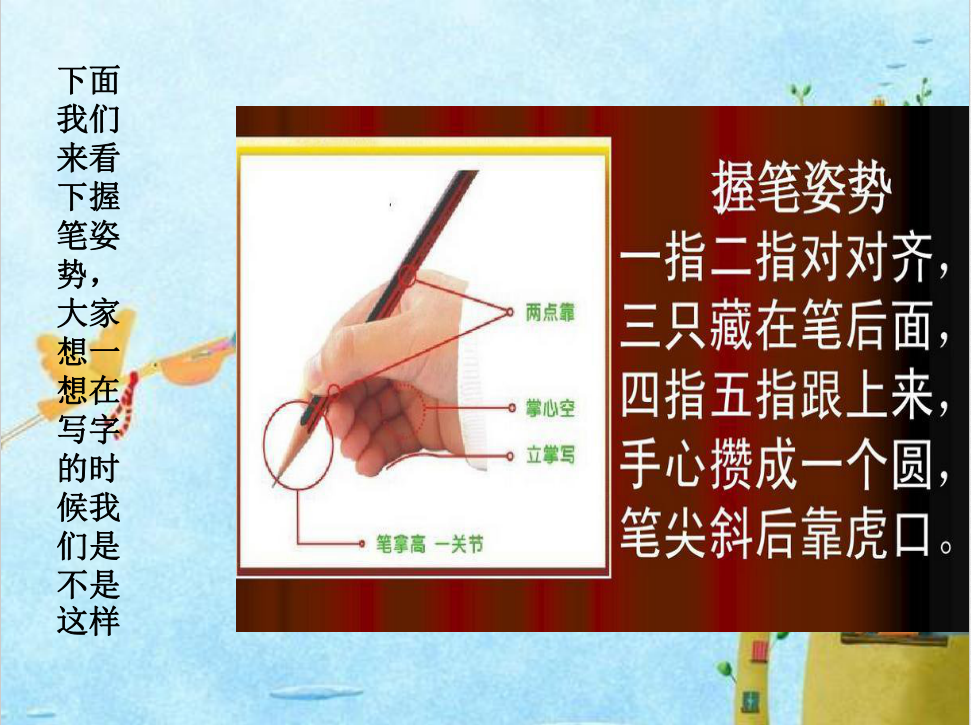 下面
我们
来看
下握
笔姿
势，
大家
想一
想在
写字
的时
候我
们是
不是
这样
两点靠
掌心空
立掌写
笔拿高 一关节
握笔姿势
一指二指对对齐，
三只藏在笔后面，
四指五指跟上来，
手心攒成一个圆，
笔尖斜后靠虎口。